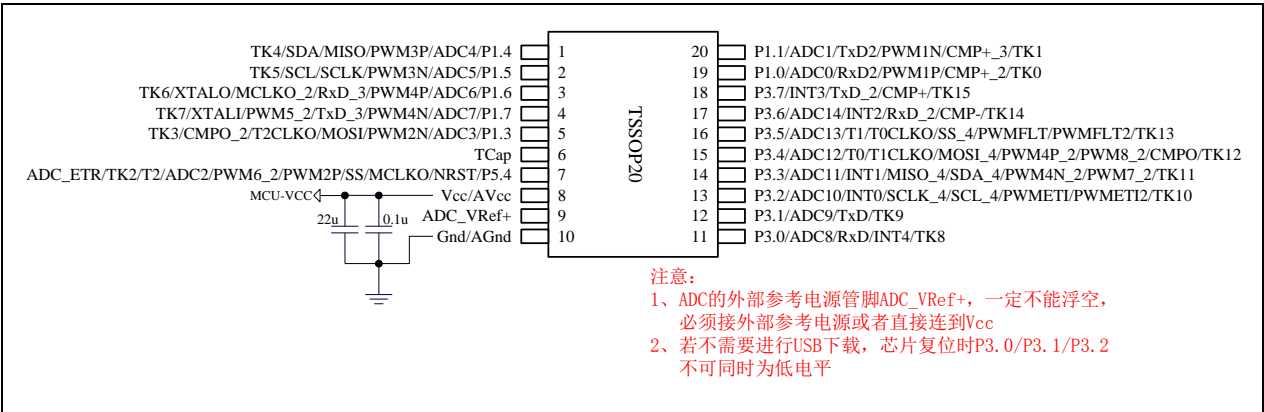 TK4/SDA/MISO/PWM3P/ADC4/P1.4 1 20 P1.1/ADC1/TxD2/PWM1N/CMP+_3/TK1
TK5/SCL/SCLK/PWM3N/ADC5/P1.5 2 19 P1.0/ADC0/RxD2/PWM1P/CMP+_2/TK0
TK6/XTALO/MCLKO_2/RxD_3/PWM4P/ADC6/P1.6 3 18 P3.7/INT3/TxD_2/CMP+/TK15
TK7/XTALI/PWM5_2/TxD_3/PWM4N/ADC7/P1.7 4 17 P3.6/ADC14/INT2/RxD_2/CMP-/TK14
TK3/CMPO_2/T2CLKO/MOSI/PWM2N/ADC3/P1.3 5 16 P3.5/ADC13/T1/T0CLKO/SS_4/PWMFLT/PWMFLT2/TK13
TCap 6 15 P3.4/ADC12/T0/T1CLKO/MOSI_4/PWM4P_2/PWM8_2/CMPO/TK12
ADC_ETR/TK2/T2/ADC2/PWM6_2/PWM2P/SS/MCLKO/NRST/P5.4 7 14 P3.3/ADC11/INT1/MISO_4/SDA_4/PWM4N_2/PWM7_2/TK11
MCU-VCC Vcc/AVcc 8 13 P3.2/ADC10/INT0/SCLK_4/SCL_4/PWMETI/PWMETI2/TK10
22u 0.1u ADC_VRef+ 9 12 P3.1/ADC9/TxD/TK9
Gnd/AGnd 10 11 P3.0/ADC8/RxD/INT4/TK8
TSSOP20
注意：
1、ADC的外部参考电源管脚ADC_VRef+，一定不能浮空，
必须接外部参考电源或者直接连到Vcc
2、若不需要进行USB下载，芯片复位时P3.0/P3.1/P3.2
不可同时为低电平